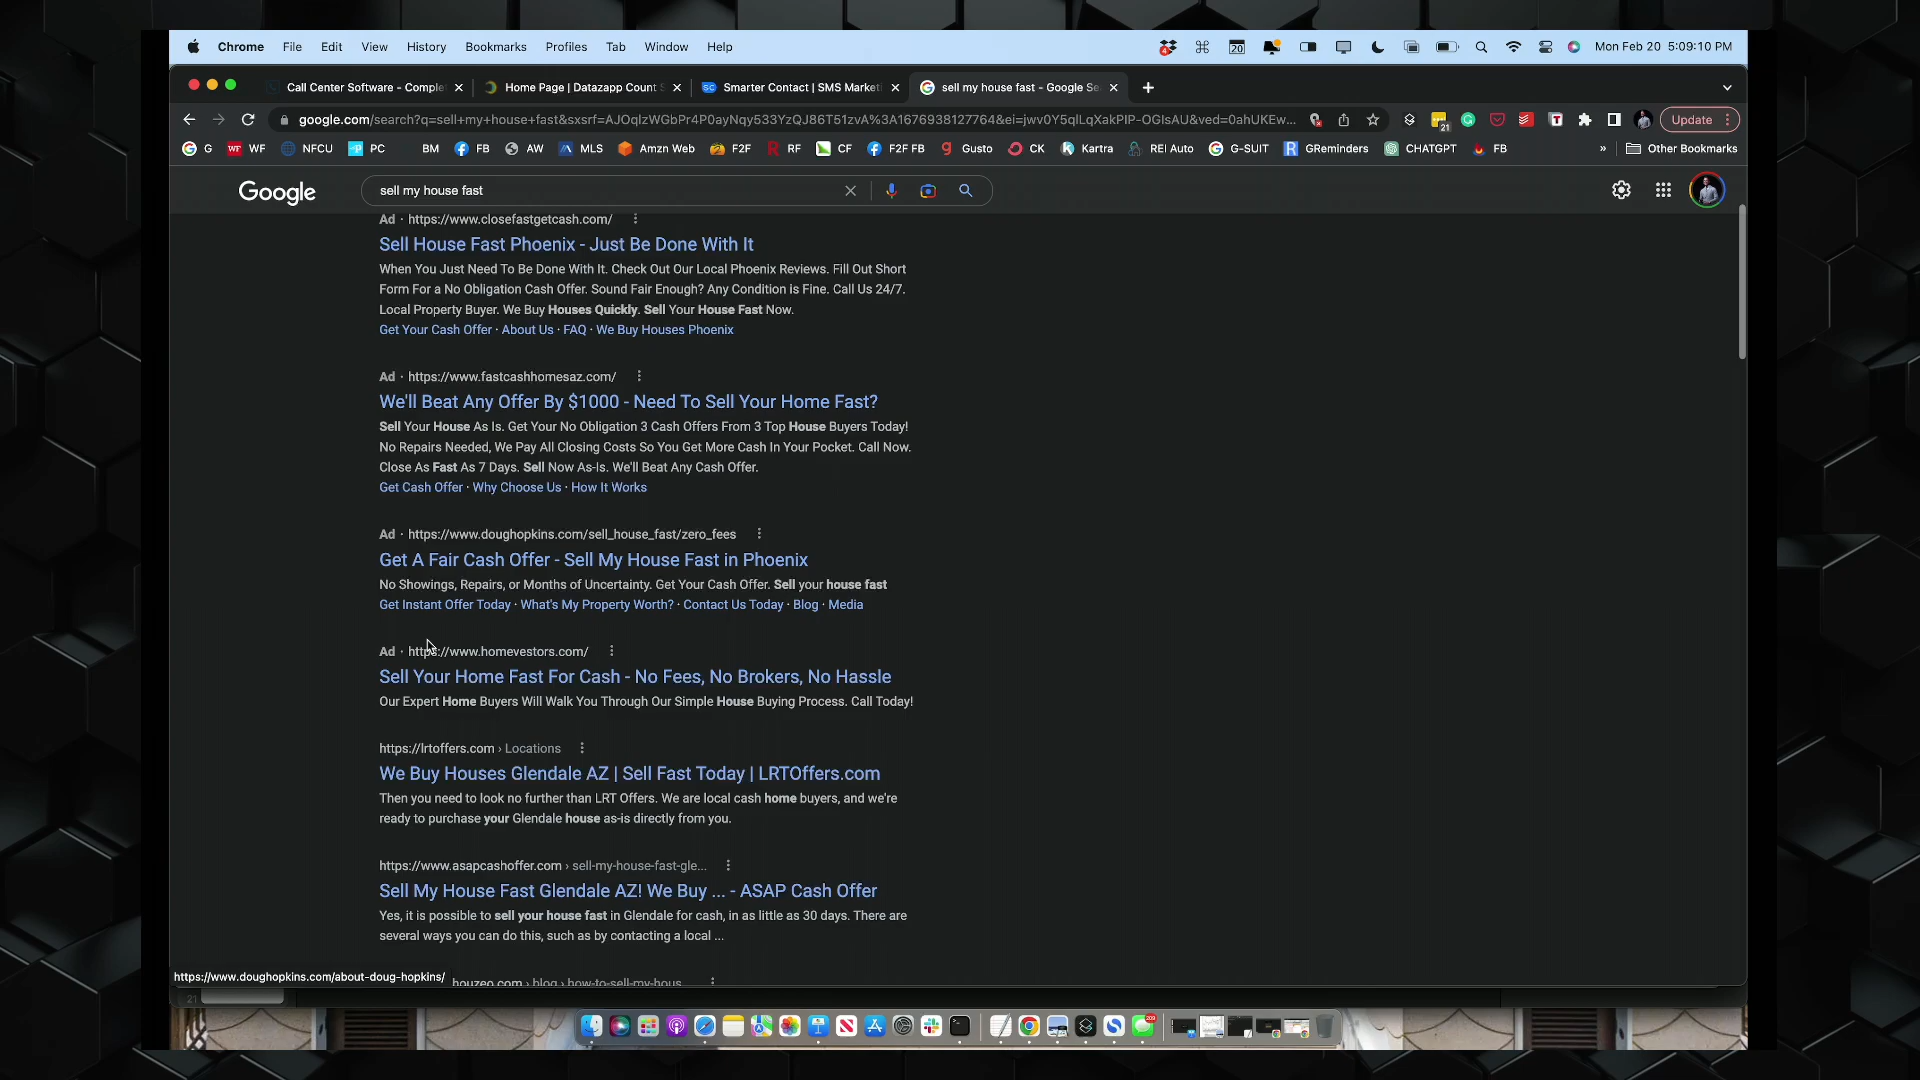 Chrome File Edit View History Bookmarks Profiles Tab Window Help 4 20 Mon Feb 20 5:09:10 PM
Call Center Software - Comple Home Page | Datazapp Count S SC Smarter Contact | SMS Market sell my house fast - Google Se
google.com/search?q=sell+my+house+fast&sxsrf=AJOqlzWGbPr4P0ayNqy533YzQJ86T51zvA%3A1676938127764&ei=jwv0Y5qlLqXakPIP-OGIsAU&ved=0ahUKEw... 21 T Update
G WF WF NFCU PC BM FB AW MLS Amzn Web F2F RF CF F2F FB Gusto CK Kartra REI Auto G-SUIT GReminders CHATGPT FB » Other Bookmarks
Google sell my house fast
Ad · https://www.closefastgetcash.com/
Sell House Fast Phoenix - Just Be Done With It
When You Just Need To Be Done With It. Check Out Our Local Phoenix Reviews. Fill Out Short
Form For a No Obligation Cash Offer. Sound Fair Enough? Any Condition is Fine. Call Us 24/7.
Local Property Buyer. We Buy Houses Quickly. Sell Your House Fast Now.
Get Your Cash Offer · About Us · FAQ · We Buy Houses Phoenix
Ad · https://www.fastcashhomesaz.com/
We'll Beat Any Offer By $1000 - Need To Sell Your Home Fast?
Sell Your House As Is. Get Your No Obligation 3 Cash Offers From 3 Top House Buyers Today!
No Repairs Needed, We Pay All Closing Costs So You Get More Cash In Your Pocket. Call Now.
Close As Fast As 7 Days. Sell Now As-Is. We'll Beat Any Cash Offer.
Get Cash Offer · Why Choose Us · How It Works
Ad · https://www.doughopkins.com/sell_house_fast/zero_fees
Get A Fair Cash Offer - Sell My House Fast in Phoenix
No Showings, Repairs, or Months of Uncertainty. Get Your Cash Offer. Sell your house fast
Get Instant Offer Today · What's My Property Worth? · Contact Us Today · Blog · Media
Ad · https://www.homevestors.com/
Sell Your Home Fast For Cash - No Fees, No Brokers, No Hassle
Our Expert Home Buyers Will Walk You Through Our Simple House Buying Process. Call Today!
https://lrtoffers.com › Locations
We Buy Houses Glendale AZ | Sell Fast Today | LRTOffers.com
Then you need to look no further than LRT Offers. We are local cash home buyers, and we're
ready to purchase your Glendale house as-is directly from you.
https://www.asapcashoffer.com › sell-my-house-fast-gle...
Sell My House Fast Glendale AZ! We Buy ... - ASAP Cash Offer
Yes, it is possible to sell your house fast in Glendale for cash, in as little as 30 days. There are
several ways you can do this, such as by contacting a local ...
https://www.doughopkins.com/about-doug-hopkins/ houzeo.com › blog › how-to-sell-my-hous...
21
209